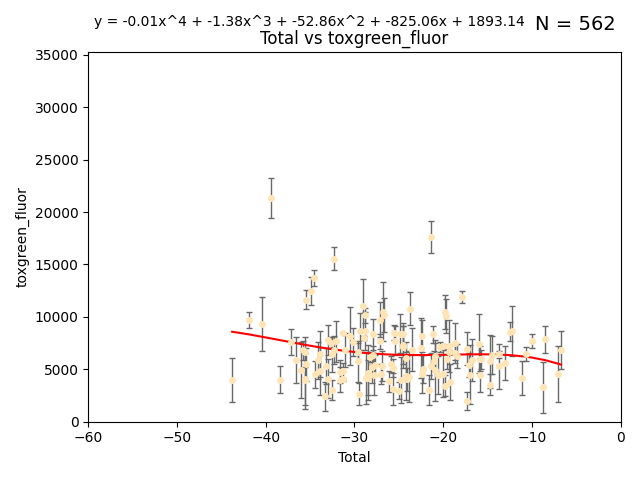 y = -0.01x^4 + -1.38x^3 + -52.86x^2 + -825.06x + 1893.14 N = 562
Total vs toxgreen_fluor
35000
30000
25000
20000
15000
10000
5000
0
toxgreen_fluor
−60 −50 −40 −30 −20 −10 0
Total